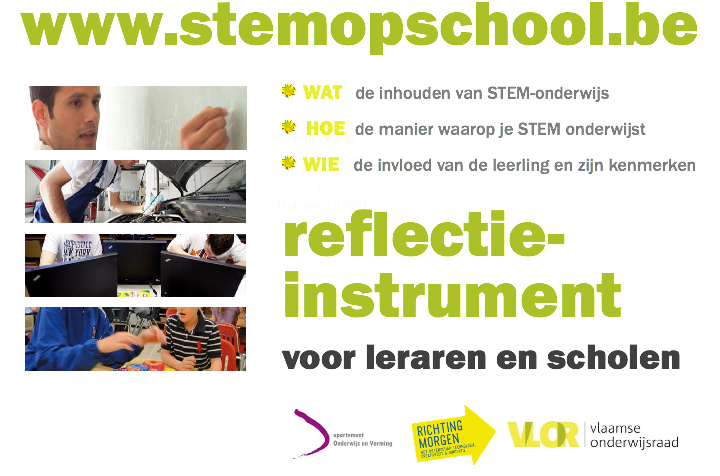 www.stemopschool.be
WAT de inhouden van STEM-onderwijs
HOE de manier waarop je STEM onderwijst
WIE de invloed van de leerling en zijn kenmerken
reflectie-
instrument
voor leraren en scholen
epartement
Onderwijs en Vorming
RICHTING
MORGEN
VLOR
vlaamse
onderwijsraad
NEW YORK